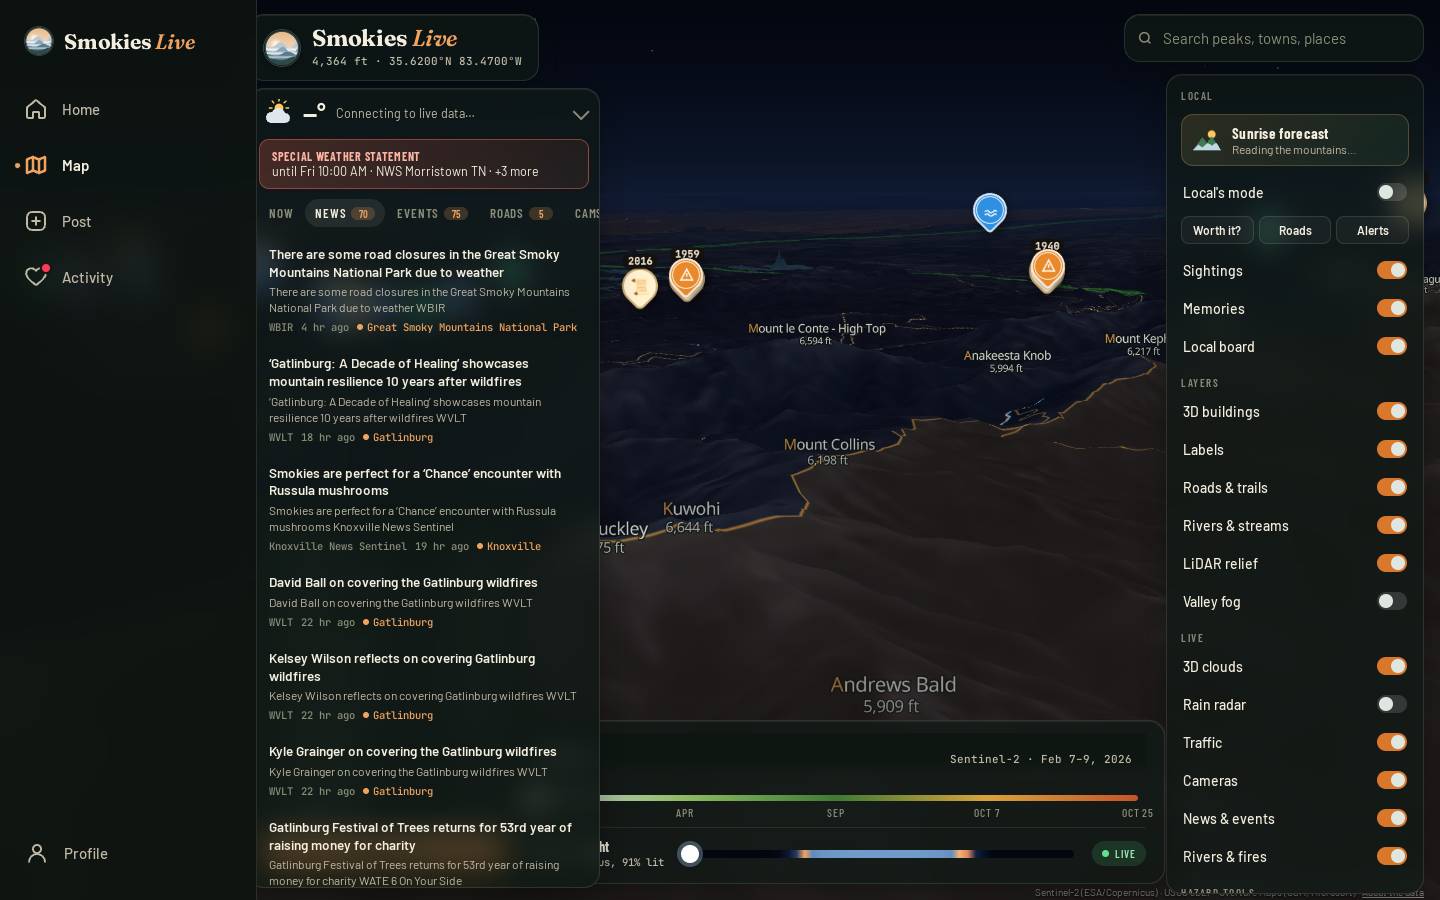 Smokies Live
Home
Map
Post
Activity
Profile
Smokies Live
4,364 ft · 35.6200°N 83.4700°W
Search peaks, towns, places
—° Connecting to live data…
SPECIAL WEATHER STATEMENT
until Fri 10:00 AM · NWS Morristown TN · +3 more
NOW NEWS 70 EVENTS 75 ROADS 5 CAMS
There are some road closures in the Great Smoky
Mountains National Park due to weather
There are some road closures in the Great Smoky Mountains
National Park due to weather WBIR
WBIR 4 hr ago Great Smoky Mountains National Park
‘Gatlinburg: A Decade of Healing’ showcases
mountain resilience 10 years after wildfires
‘Gatlinburg: A Decade of Healing’ showcases mountain
resilience 10 years after wildfires WVLT
WVLT 18 hr ago Gatlinburg
Smokies are perfect for a ‘Chance’ encounter with
Russula mushrooms
Smokies are perfect for a ‘Chance’ encounter with Russula
mushrooms Knoxville News Sentinel
Knoxville News Sentinel 19 hr ago Knoxville
David Ball on covering the Gatlinburg wildfires
David Ball on covering the Gatlinburg wildfires WVLT
WVLT 22 hr ago Gatlinburg
Kelsey Wilson reflects on covering Gatlinburg
wildfires
Kelsey Wilson reflects on covering Gatlinburg wildfires WVLT
WVLT 22 hr ago Gatlinburg
Kyle Grainger on covering the Gatlinburg wildfires
Kyle Grainger on covering the Gatlinburg wildfires WVLT
WVLT 22 hr ago Gatlinburg
Gatlinburg Festival of Trees returns for 53rd year of
raising money for charity
Gatlinburg Festival of Trees returns for 53rd year of raising
money for charity WATE 6 On Your Side
2016
1959
1940
Mount le Conte - High Top
6,594 ft
Anakeesta Knob
5,994 ft
Mount Keph
6,217 ft
Mount Collins
6,198 ft
Kuwohi
6,644 ft
uckley
75 ft
Andrews Bald
5,909 ft
Sentinel-2 · Feb 7–9, 2026
APR SEP OCT 7 OCT 25
ht
us, 91% lit
LIVE
LOCAL
Sunrise forecast
Reading the mountains…
Local's mode
Worth it? Roads Alerts
Sightings
Memories
Local board
LAYERS
3D buildings
Labels
Roads & trails
Rivers & streams
LiDAR relief
Valley fog
LIVE
3D clouds
Rain radar
Traffic
Cameras
News & events
Rivers & fires
HAZARD TOOLS
Sentinel-2 (ESA/Copernicus)
About the data